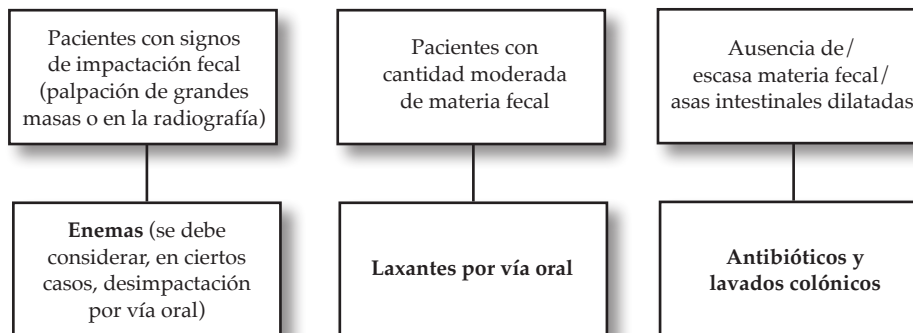 Pacientes con signos
de impactación fecal
(palpación de grandes
masas o en la radiografía)
Pacientes con
cantidad moderada
de materia fecal
Ausencia de/
escasa materia fecal/
asas intestinales dilatadas
Enemas (se debe
considerar, en ciertos
casos, desimpactación
por vía oral)
Laxantes por vía oral
Antibióticos y
lavados colónicos